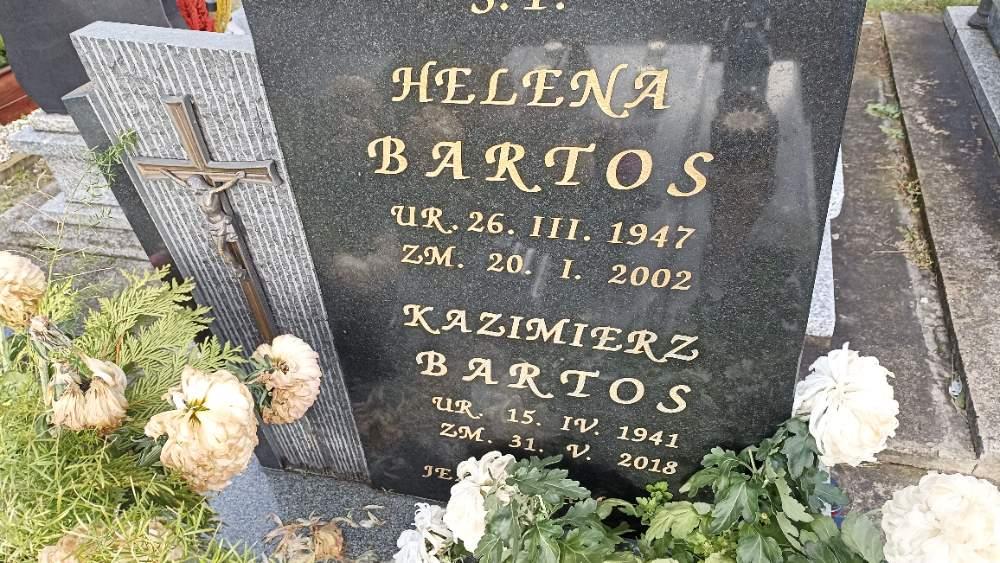 Ś. P.
HELENA
BARTOS
UR. 26. III. 1947
ZM. 20. I. 2002
KAZIMIERZ
BARTOS
UR. 15. IV. 1941
ZM. 31. V. 2018